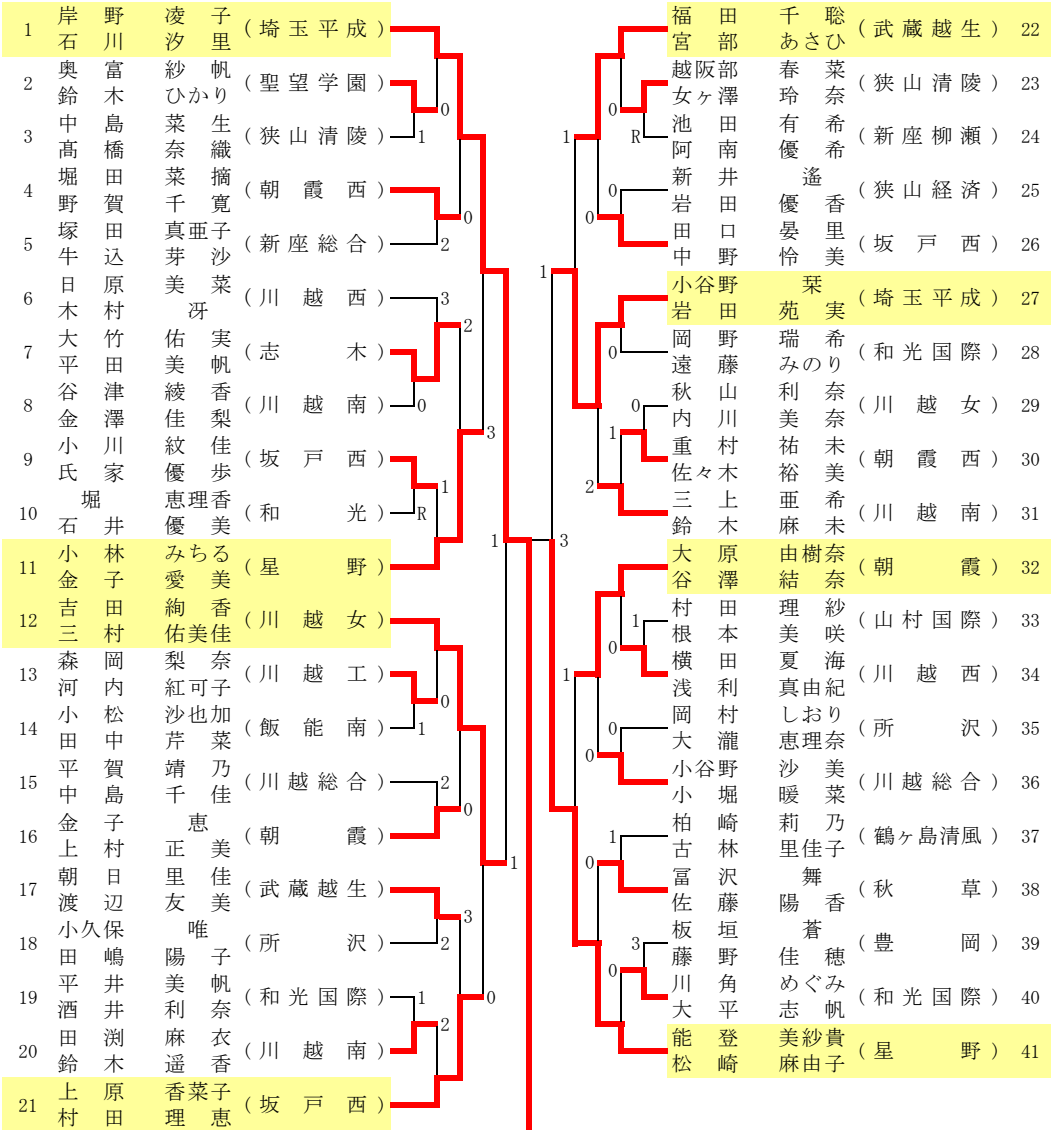 岸野 凌子
1 (埼玉平成)
石川 汐里
奥富 紗帆
2 (聖望学園)
鈴木 ひかり
0
中島 菜生
3 (狭山清陵) 1
髙橋 奈織
堀田 菜摘
4 (朝霞西)
野賀 千寛
0
塚田 真亜子
5 (新座総合) 2
牛込 芽沙
日原 美菜
6 (川越西) 3
木村 冴
2
大竹 佑実
7 (志木)
平田 美帆
谷津 綾香
8 (川越南) 0
金澤 佳梨
3
小川 紋佳
9 (坂戸西)
氏家 優歩
1
堀 恵理香
10 (和光) R
石井 優美
1
小林 みちる
11 (星野)
金子 愛美
吉田 絢香
12 (川越女)
三村 佑美佳
森岡 梨奈
13 (川越工)
河内 紅可子
0
小松 沙也加
14 (飯能南) 1
田中 芹菜
平賀 靖乃
15 (川越総合) 2
中島 千佳
0
金子 恵
16 (朝霞)
上村 正美
1
朝日 里佳
17 (武蔵越生)
渡辺 友美
3
小久保 唯
18 (所沢) 2
田嶋 陽子
平井 美帆
19 (和光国際) 1
酒井 利奈
0
2
田渕 麻衣
20 (川越南)
鈴木 遥香
上原 香菜子
21 (坂戸西)
村田 理恵
福田 千聡
(武蔵越生) 22
宮部 あさひ
越阪部 春菜
0 (狭山清陵) 23
女ヶ澤 玲奈
1
池田 有希
R (新座柳瀬) 24
阿南 優希
新井 遙
0 (狭山経済) 25
岩田 優香
0
田口 晏里
(坂戸西) 26
中野 怜美
1
小谷野 栞
(埼玉平成) 27
岩田 苑実
岡野 瑞希
0 (和光国際) 28
遠藤 みのり
秋山 利奈
0 (川越女) 29
内川 美奈
1
重村 祐未
(朝霞西) 30
佐々木 裕美
2
三上 亜希
(川越南) 31
鈴木 麻未
3
大原 由樹奈
(朝霞) 32
谷澤 結奈
村田 理紗
1 (山村国際) 33
根本 美咲
0
横田 夏海
(川越西) 34
浅利 真由紀
1
岡村 しおり
0 (所沢) 35
大瀧 恵理奈
0
小谷野 沙美
(川越総合) 36
小堀 暖菜
柏崎 莉乃
1 (鶴ヶ島清風) 37
古林 里佳子
0
冨沢 舞
(秋草) 38
佐藤 陽香
板垣 蒼
3 (豊岡) 39
藤野 佳穂
0
川角 めぐみ
(和光国際) 40
大平 志帆
能登 美紗貴
(星野) 41
松崎 麻由子